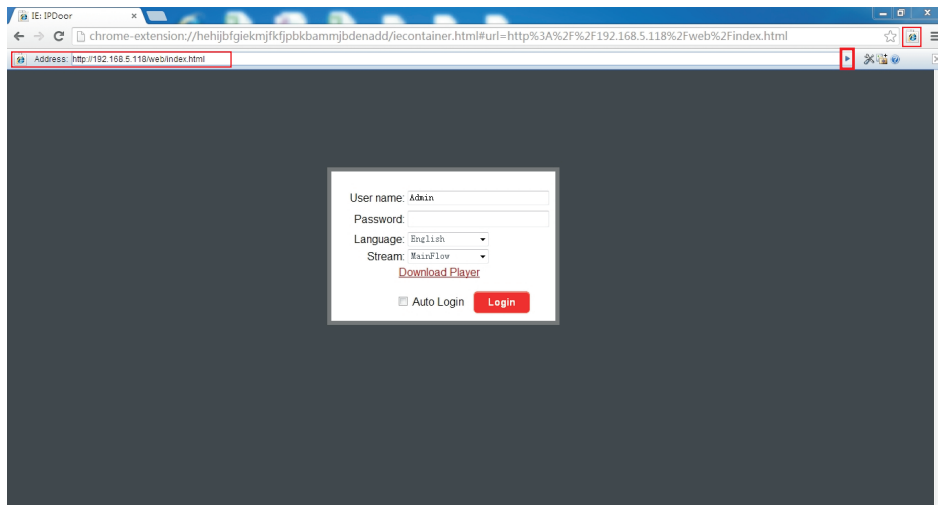 IE: IPDoor
chrome-extension://hehijbfgiekmjfkfjpbkbammjbdenadd/iecontainer.html#url=http%3A%2F%2F192.168.5.118%2Fweb%2Findex.html
Address: http://192.168.5.118/web/index.html
User name: Admin
Password:
Language: English
Stream: MainFlow
Download Player
Auto Login Login